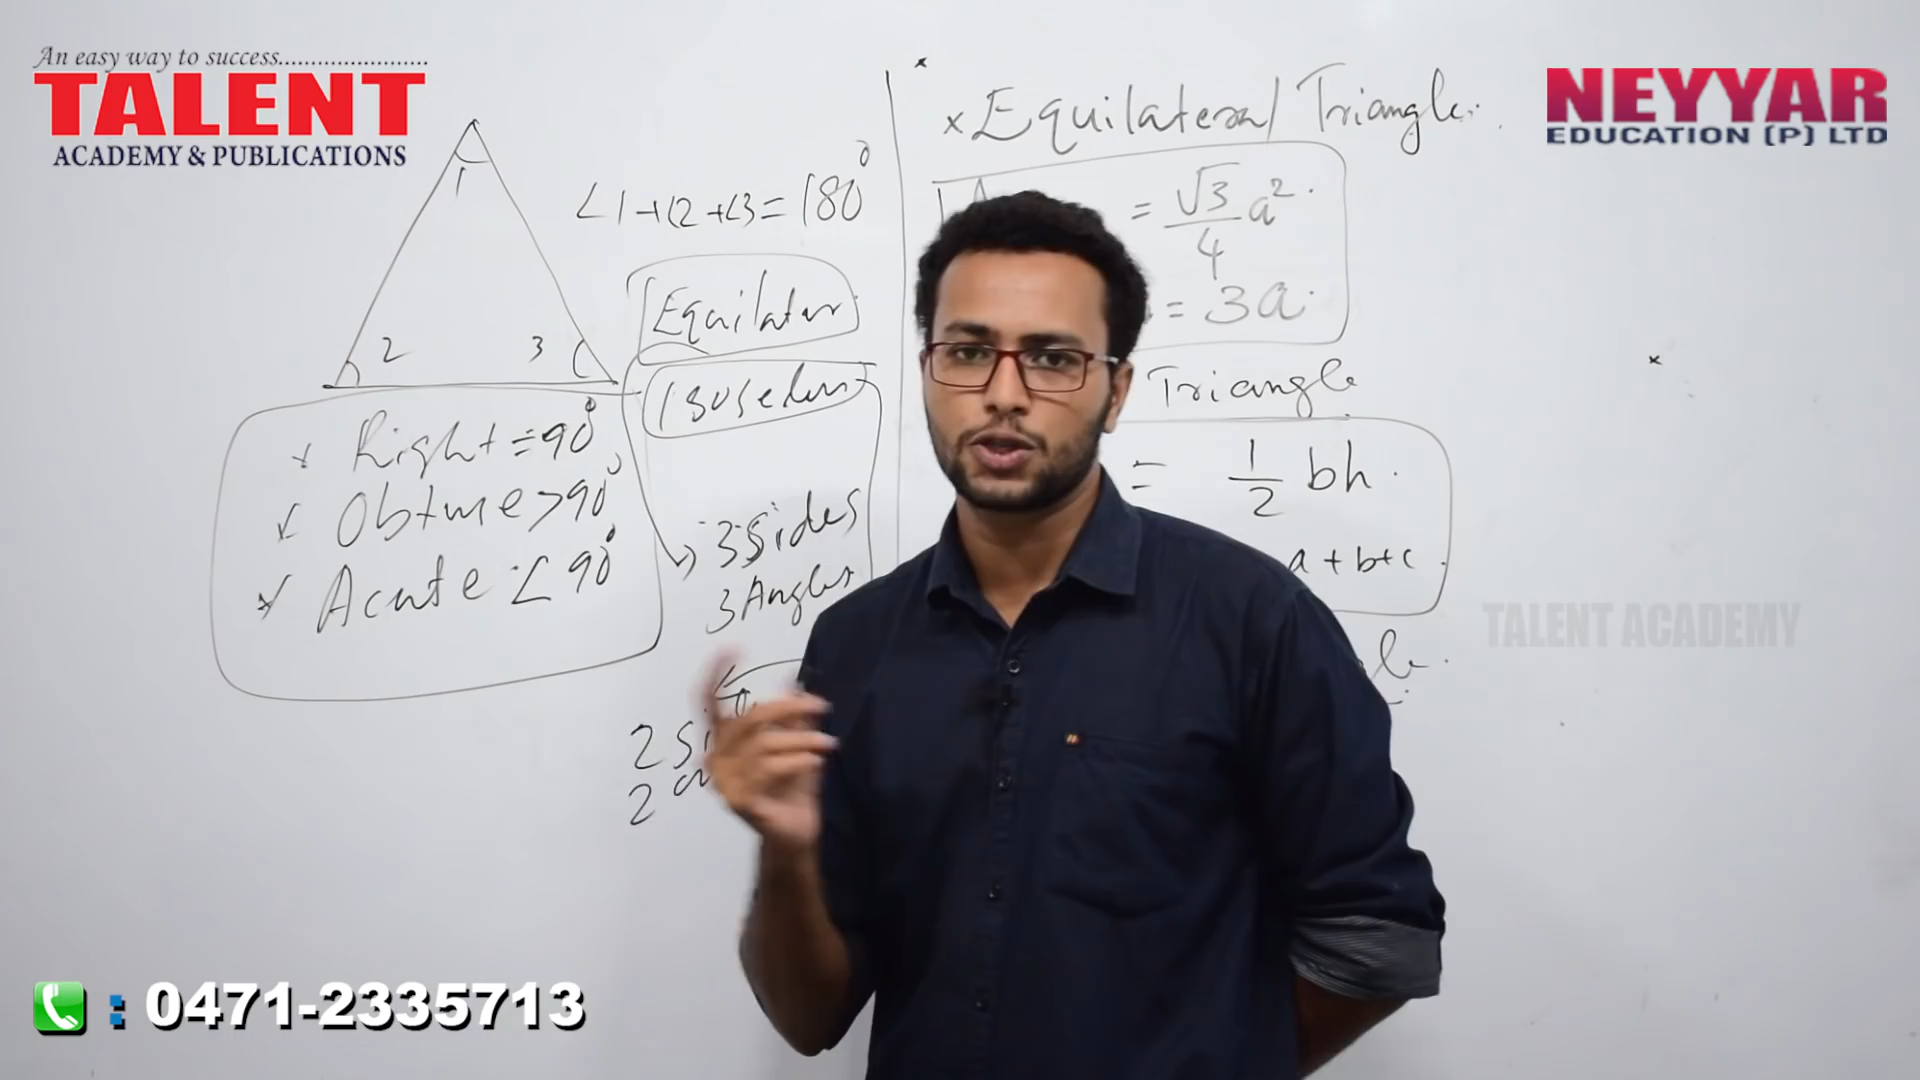 An easy way to success.......................
TALENT
ACADEMY & PUBLICATIONS
NEYYAR
EDUCATION (P) LTD
1
2
3
∠1+∠2+∠3=180°
Equilater
x Right = 90°
x Obtuse > 90°
x Acute < 90°
3 Sides
3 Angles
2
2
x Equilateral Triangle.
= √3/4 a².
= 3a.
Triangle
= 1/2 bh.
a+b+c
TALENT ACADEMY
: 0471-2335713